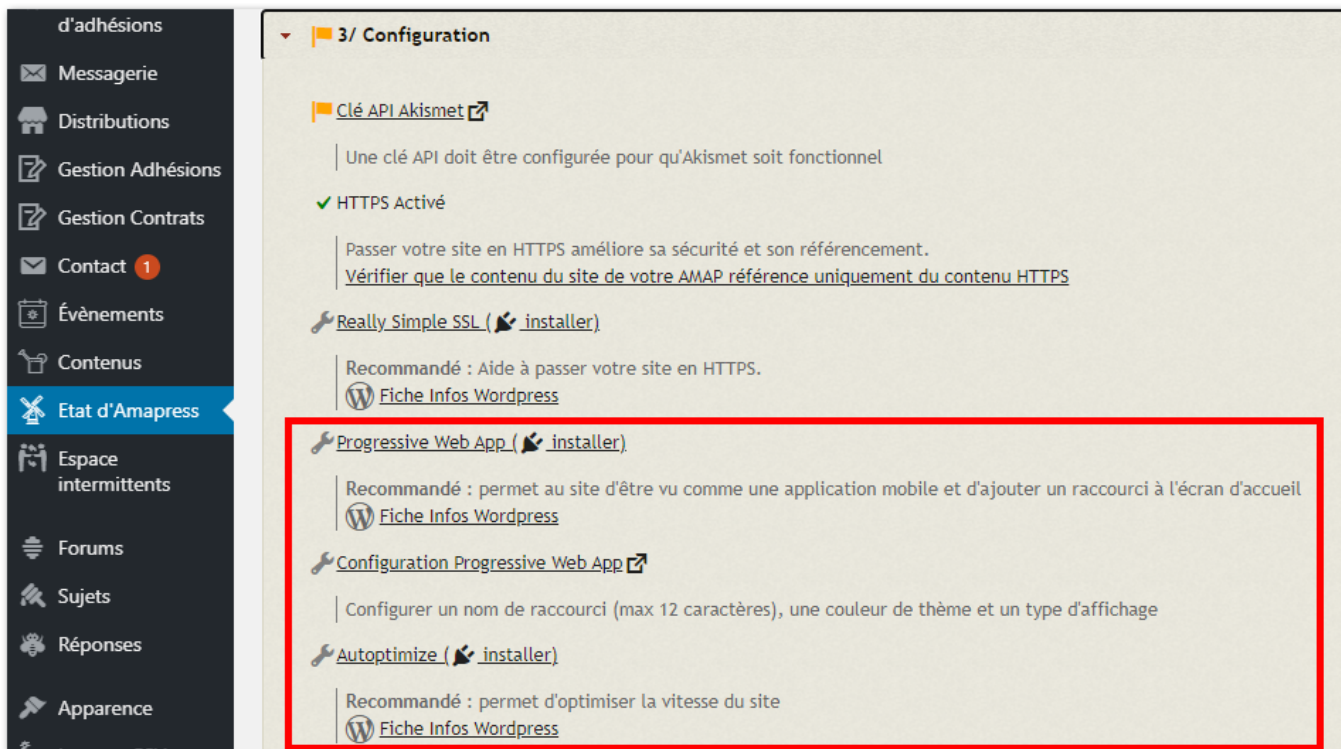 d'adhésions
Messagerie
Distributions
Gestion Adhésions
Gestion Contrats
Contact 1
Évènements
Contenus
Etat d'Amapress
Espace
intermittents
Forums
Sujets
Réponses
Apparence
3/ Configuration
Clé API Akismet
Une clé API doit être configurée pour qu'Akismet soit fonctionnel
HTTPS Activé
Passer votre site en HTTPS améliore sa sécurité et son référencement.
Vérifier que le contenu du site de votre AMAP référence uniquement du contenu HTTPS
Really Simple SSL ( installer)
Recommandé : Aide à passer votre site en HTTPS.
Fiche Infos Wordpress
Progressive Web App ( installer)
Recommandé : permet au site d'être vu comme une application mobile et d'ajouter un raccourci à l'écran d'accueil
Fiche Infos Wordpress
Configuration Progressive Web App
Configurer un nom de raccourci (max 12 caractères), une couleur de thème et un type d'affichage
Autoptimize ( installer)
Recommandé : permet d'optimiser la vitesse du site
Fiche Infos Wordpress